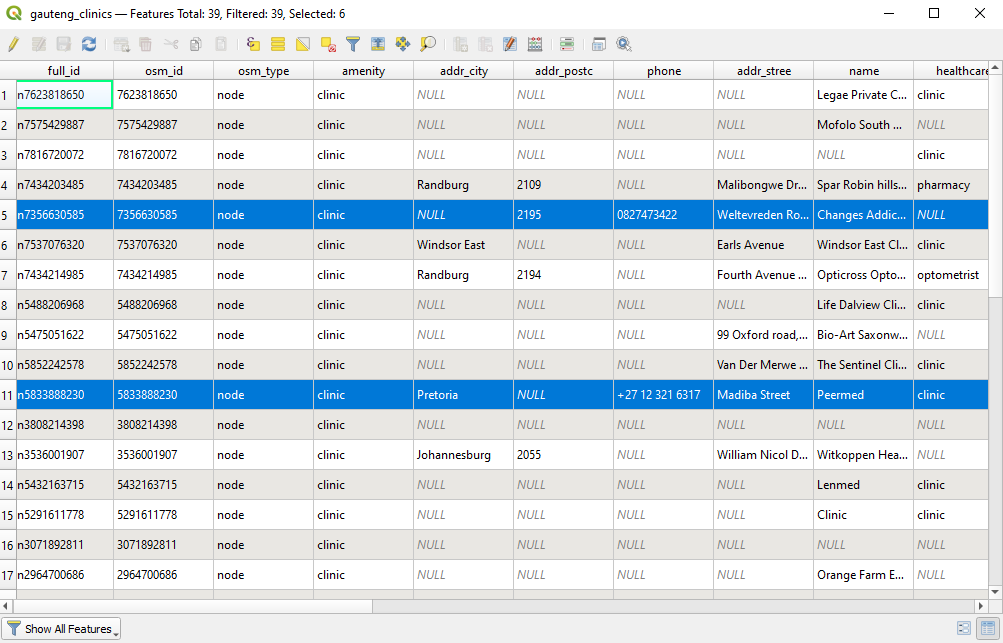 gauteng_clinics — Features Total: 39, Filtered: 39, Selected: 6
full_id osm_id osm_type amenity addr_city addr_postc phone addr_stree name healthcare
1 n7623818650 7623818650 node clinic NULL NULL NULL NULL Legae Private C... clinic
2 n7575429887 7575429887 node clinic NULL NULL NULL NULL Mofolo South ... NULL
3 n7816720072 7816720072 node clinic NULL NULL NULL NULL NULL clinic
4 n7434203485 7434203485 node clinic Randburg 2109 NULL Malibongwe Dr... Spar Robin hills... pharmacy
5 n7356630585 7356630585 node clinic NULL 2195 0827473422 Weltevreden Ro... Changes Addic... NULL
6 n7537076320 7537076320 node clinic Windsor East NULL NULL Earls Avenue Windsor East Cl... clinic
7 n7434214985 7434214985 node clinic Randburg 2194 NULL Fourth Avenue ... Opticross Opto... optometrist
8 n5488206968 5488206968 node clinic NULL NULL NULL NULL Life Dalview Cli... clinic
9 n5475051622 5475051622 node clinic NULL NULL NULL 99 Oxford road,... Bio-Art Saxonw... NULL
10 n5852242578 5852242578 node clinic NULL NULL NULL Van Der Merwe ... The Sentinel Cli... clinic
11 n5833888230 5833888230 node clinic Pretoria NULL +27 12 321 6317 Madiba Street Peermed clinic
12 n3808214398 3808214398 node clinic NULL NULL NULL NULL NULL NULL
13 n3536001907 3536001907 node clinic Johannesburg 2055 NULL William Nicol D... Witkoppen Hea... NULL
14 n5432163715 5432163715 node clinic NULL NULL NULL NULL Lenmed clinic
15 n5291611778 5291611778 node clinic NULL NULL NULL NULL Clinic clinic
16 n3071892811 3071892811 node clinic NULL NULL NULL NULL NULL NULL
17 n2964700686 2964700686 node clinic NULL NULL NULL NULL Orange Farm E... NULL
Show All Features